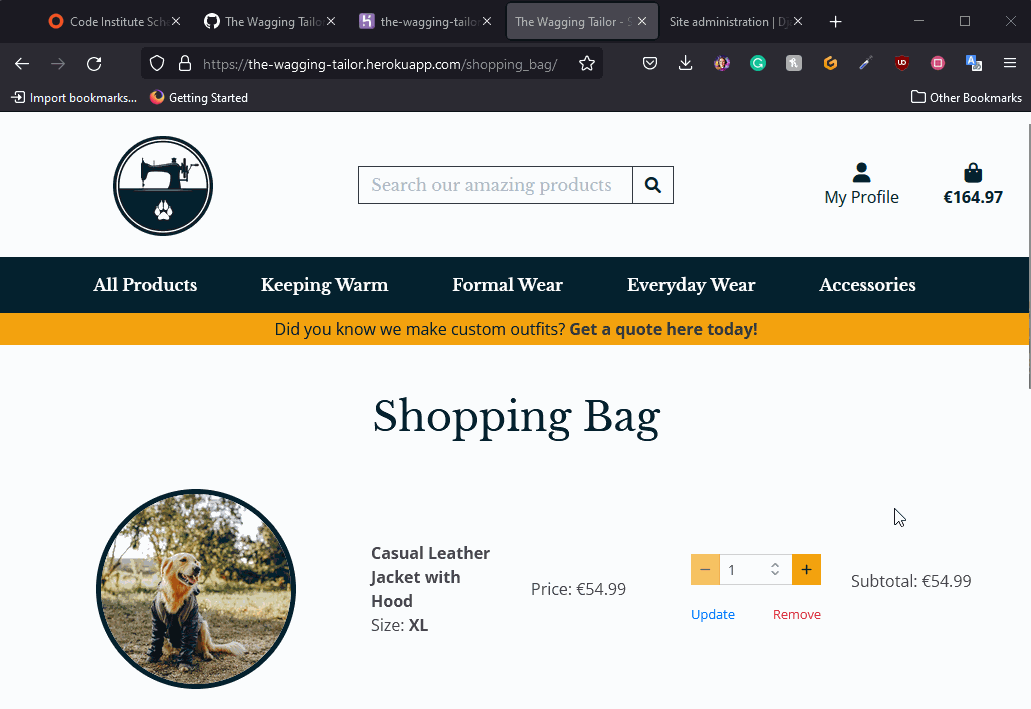 Code Institute Sch
The Wagging Tailo
the-wagging-tailor
The Wagging Tailor - S
Site administration | Dj
https://the-wagging-tailor.herokuapp.com/shopping_bag/
Import bookmarks...
Getting Started
Other Bookmarks
Search our amazing products
My Profile
€164.97
All Products
Keeping Warm
Formal Wear
Everyday Wear
Accessories
Did you know we make custom outfits? Get a quote here today!
Shopping Bag
Casual Leather
Jacket with
Hood
Size: XL
Price: €54.99
− 1 +
Update
Remove
Subtotal: €54.99